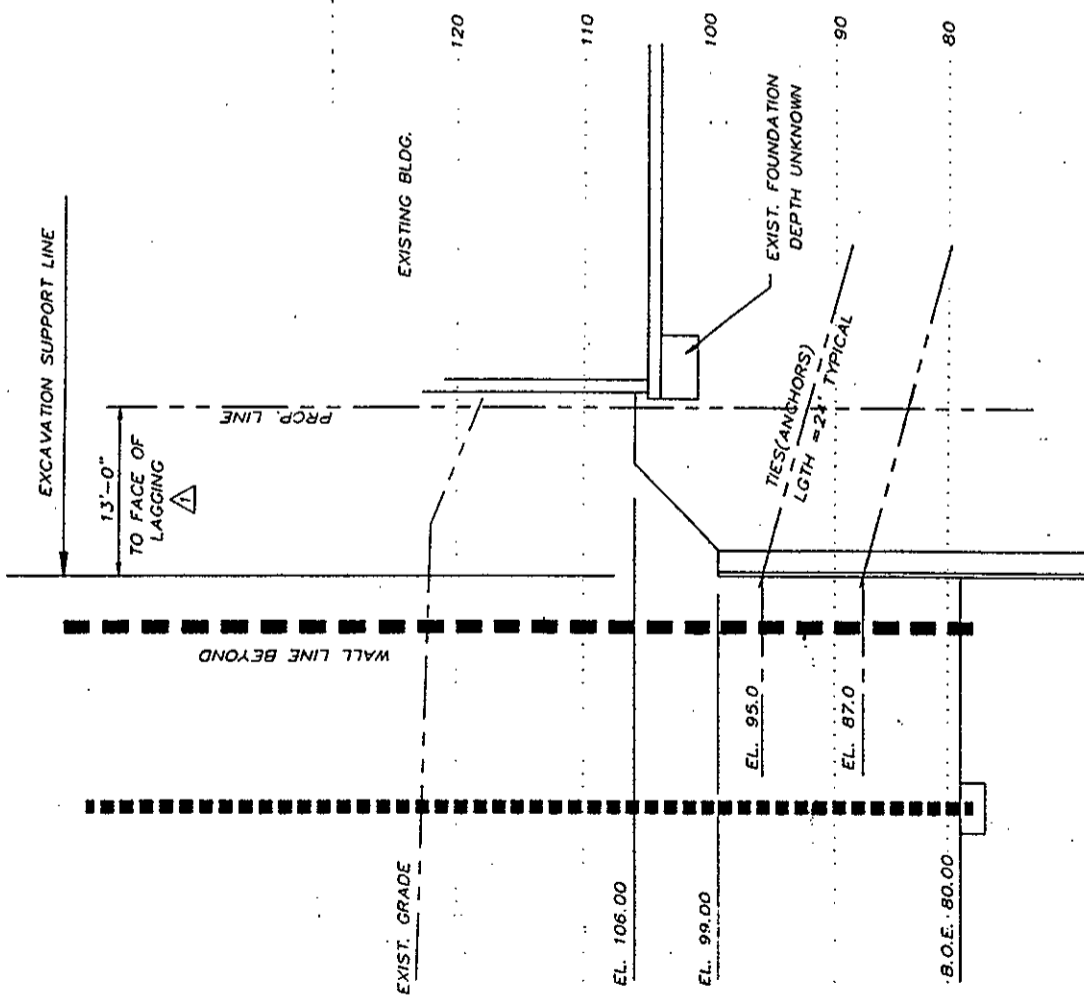 EXCAVATION SUPPORT LINE
13'-0"
TO FACE OF
LAGGING
1
PROP. LINE
WALL LINE BEYOND
EXISTING BLDG.
120
110
100
90
80
EXIST. FOUNDATION
DEPTH UNKNOWN
TIES(ANCHORS)
LGTH = TYPICAL
EXIST. GRADE
EL. 106.00
EL. 99.00
EL. 95.0
EL. 87.0
B.O.E. 80.00